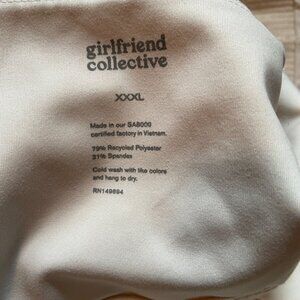 girlfriend
collective
XXXL
Made in our SA8000
certified factory in Vietnam.
79% Recycled Polyester
21% Spandex
Cold wash with like colors
and hang to dry.
RN149694